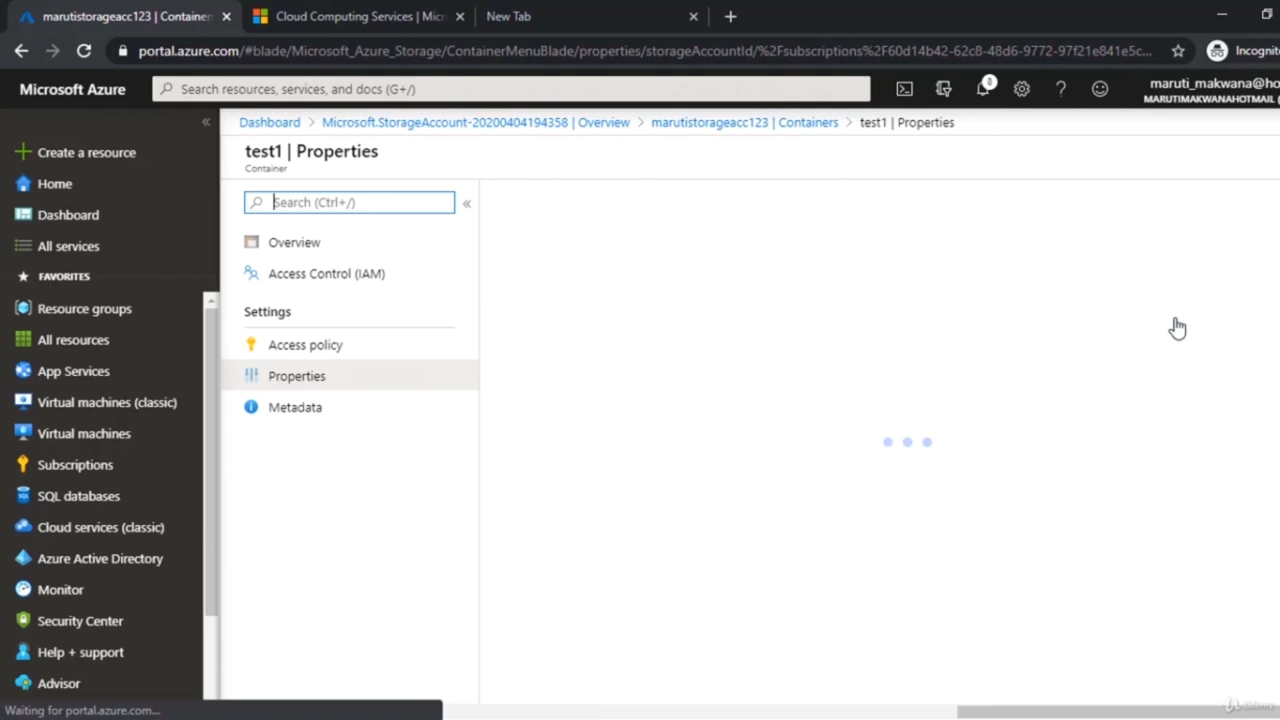 marutistorageacc123 | Container
Cloud Computing Services | Micr
New Tab
portal.azure.com/#blade/Microsoft_Azure_Storage/ContainerMenuBlade/properties/storageAccountId/%2Fsubscriptions%2F60d14b42-62c8-48d6-9772-97f21e841e5c...
Incognito
Microsoft Azure
Search resources, services, and docs (G+/)
maruti_makwana@ho
MARUTIMAKWANAHOTMAIL (
Dashboard > Microsoft.StorageAccount-20200404194358 | Overview > marutistorageacc123 | Containers > test1 | Properties
test1 | Properties
Container
Create a resource
Home
Dashboard
All services
FAVORITES
Resource groups
All resources
App Services
Virtual machines (classic)
Virtual machines
Subscriptions
SQL databases
Cloud services (classic)
Azure Active Directory
Monitor
Security Center
Help + support
Advisor
Search (Ctrl+/)
Overview
Access Control (IAM)
Settings
Access policy
Properties
Metadata
Waiting for portal.azure.com...
Udemy